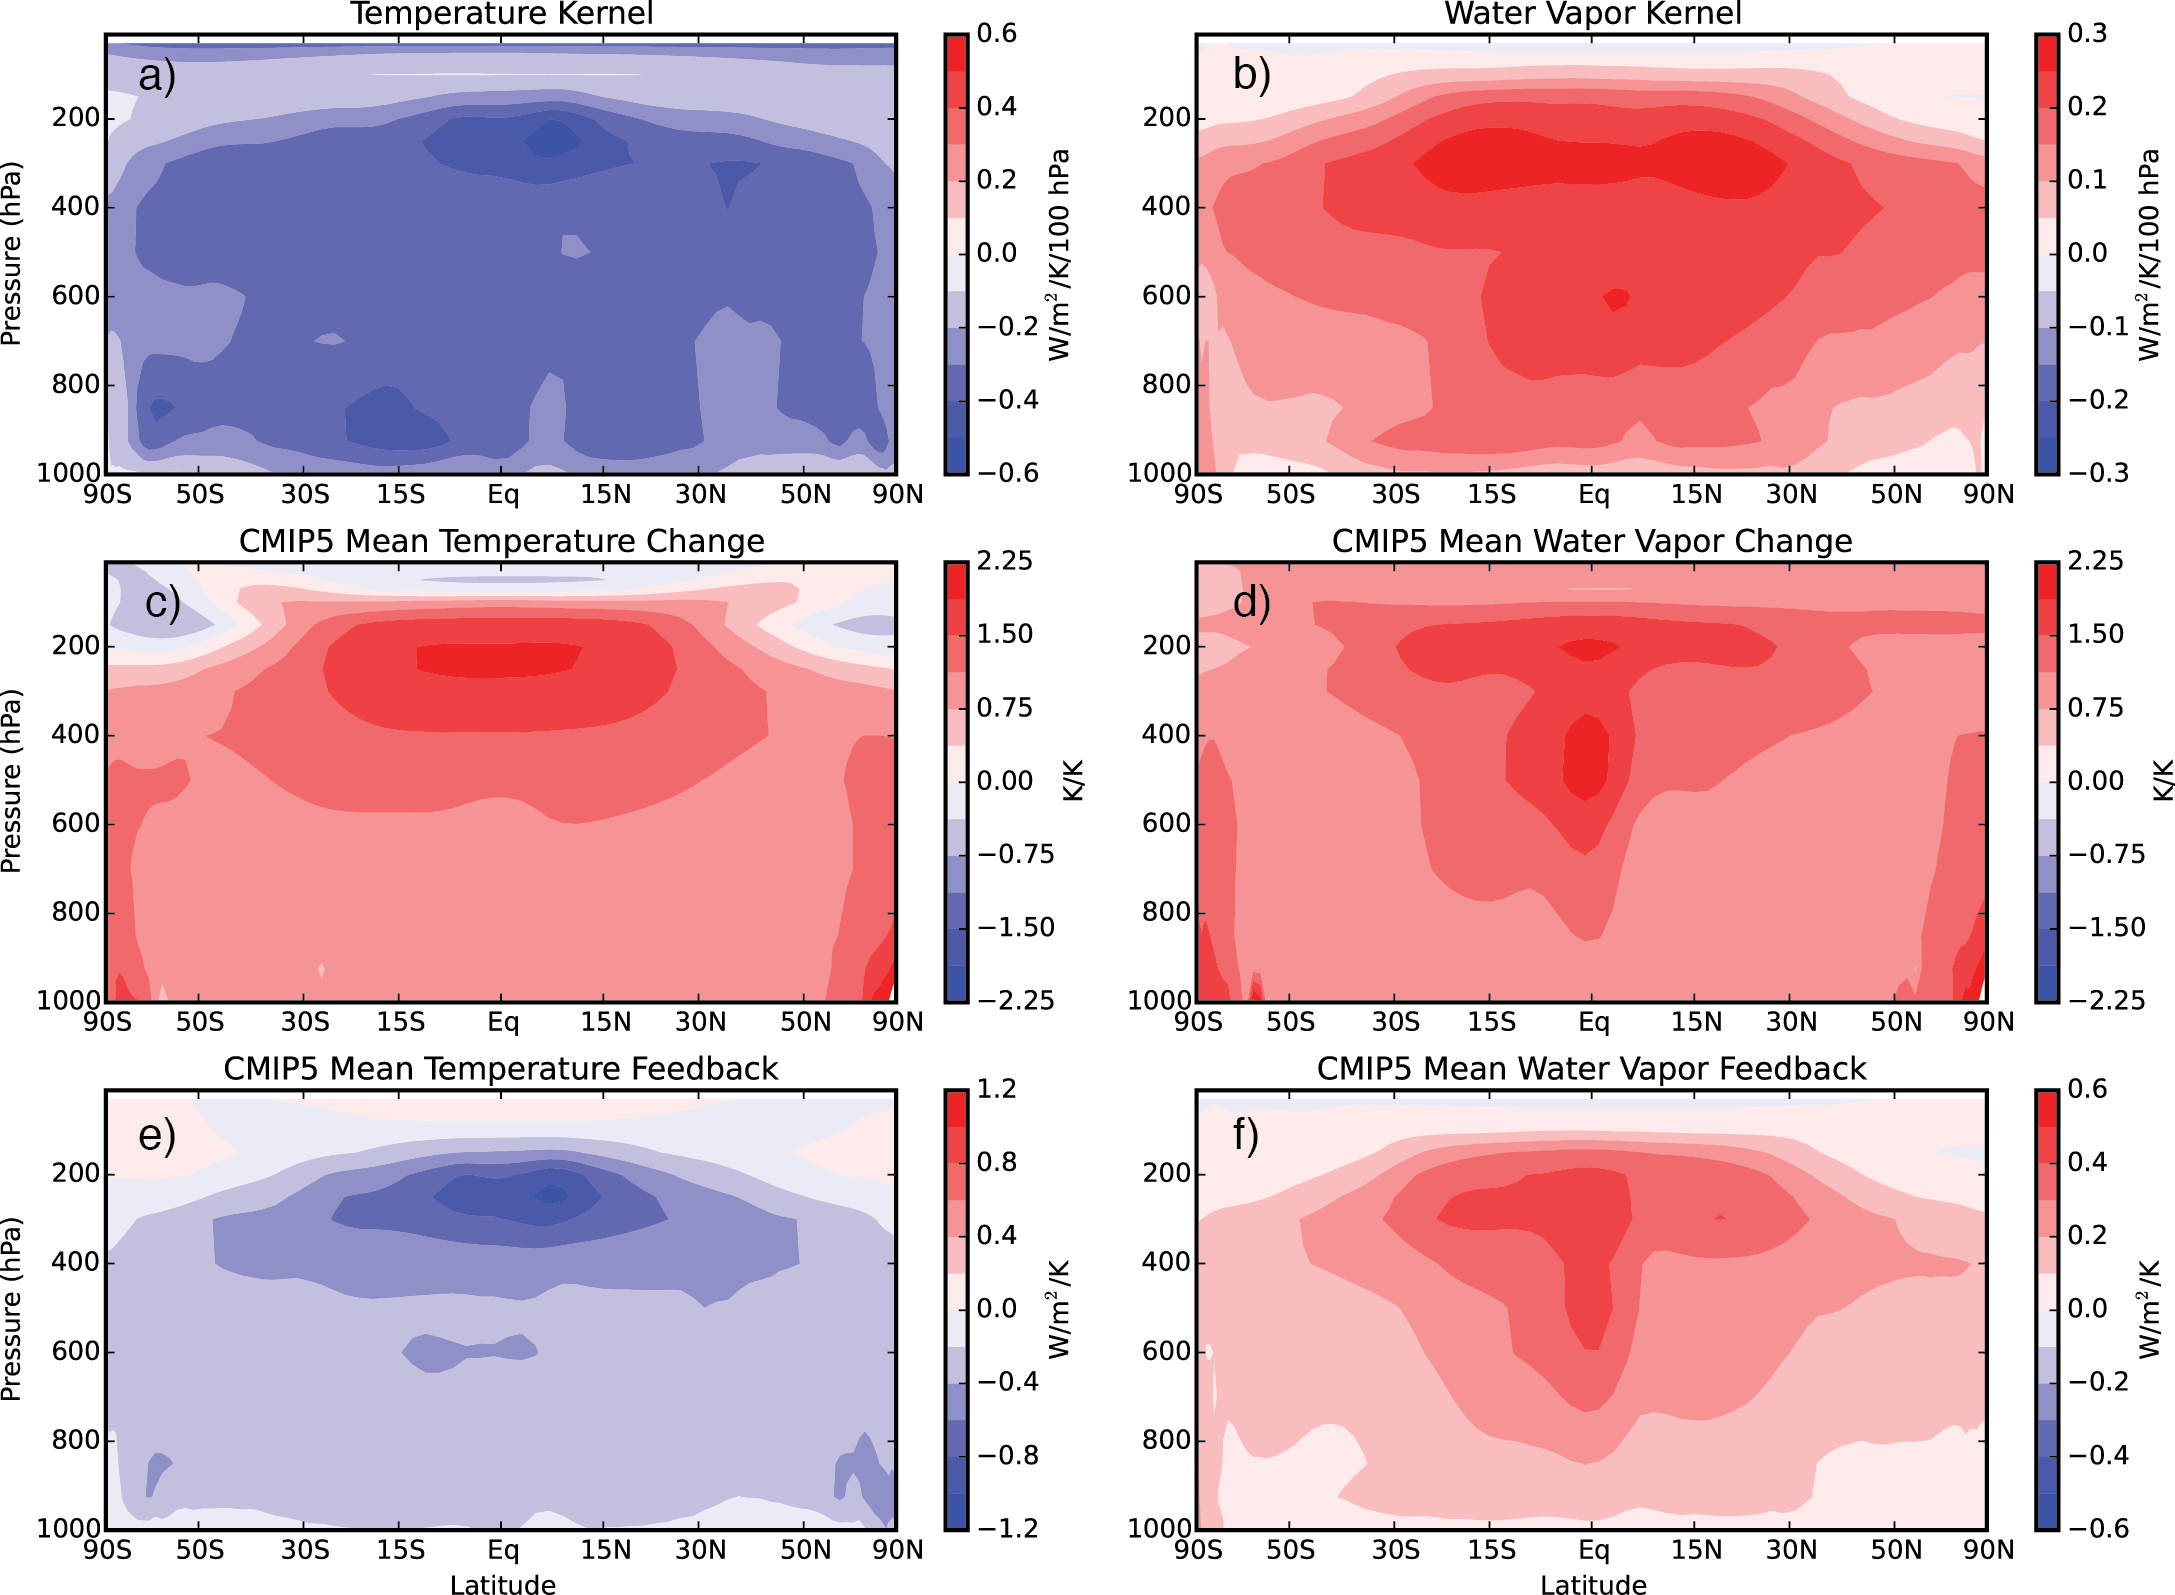 Temperature Kernel
a)
Pressure (hPa)
200
400
600
800
1000
90S 50S 30S 15S Eq 15N 30N 50N 90N
0.6
0.4
0.2
0.0
−0.2
−0.4
−0.6
W/m²/K/100 hPa
Water Vapor Kernel
b)
200
400
600
800
1000
90S 50S 30S 15S Eq 15N 30N 50N 90N
0.3
0.2
0.1
0.0
−0.1
−0.2
−0.3
W/m²/K/100 hPa
CMIP5 Mean Temperature Change
c)
Pressure (hPa)
200
400
600
800
1000
90S 50S 30S 15S Eq 15N 30N 50N 90N
2.25
1.50
0.75
0.00
−0.75
−1.50
−2.25
K/K
CMIP5 Mean Water Vapor Change
d)
200
400
600
800
1000
90S 50S 30S 15S Eq 15N 30N 50N 90N
2.25
1.50
0.75
0.00
−0.75
−1.50
−2.25
K/K
CMIP5 Mean Temperature Feedback
e)
Pressure (hPa)
200
400
600
800
1000
90S 50S 30S 15S Eq 15N 30N 50N 90N
Latitude
1.2
0.8
0.4
0.0
−0.4
−0.8
−1.2
W/m²/K
CMIP5 Mean Water Vapor Feedback
f)
200
400
600
800
1000
90S 50S 30S 15S Eq 15N 30N 50N 90N
Latitude
0.6
0.4
0.2
0.0
−0.2
−0.4
−0.6
W/m²/K